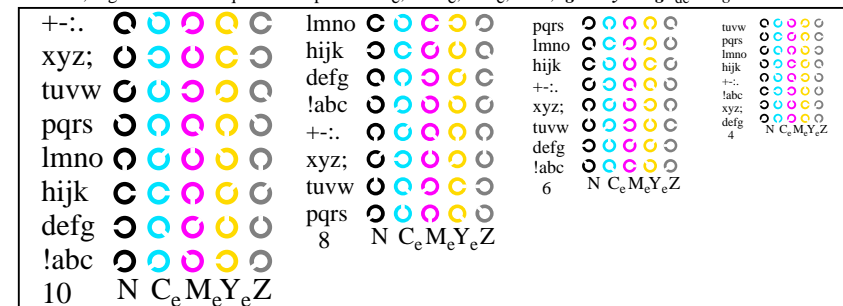 +-:.
xyz;
tuvw
pqrs
lmno
hijk
defg
!abc
10 N CeMeYeZ
lmno
hijk
defg
!abc
+-:.
xyz;
tuvw
pqrs
8 N CeMeYeZ
pqrs
lmno
hijk
+-:.
xyz;
tuvw
defg
!abc
6 N CeMeYeZ
tuvw
pqrs
lmno
hijk
+-:.
!abc
xyz;
defg
4 N CeMeYeZ